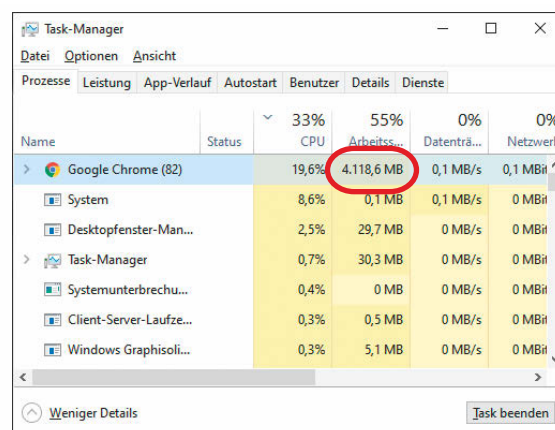 Task-Manager
Datei Optionen Ansicht
Prozesse Leistung App-Verlauf Autostart Benutzer Details Dienste
33% 55% 0% 0%
Name Status CPU Arbeitss... Datenträ... Netzwerl
Google Chrome (82) 19,6% 4.118,6 MB 0,1 MB/s 0,1 MBit
System 8,6% 0,1 MB 0,1 MB/s 0 MBit
Desktopfenster-Man... 2,5% 29,7 MB 0 MB/s 0 MBit
Task-Manager 0,7% 30,3 MB 0 MB/s 0 MBit
Systemunterbrechu... 0,4% 0 MB 0 MB/s 0 MBit
Client-Server-Laufze... 0,3% 0,5 MB 0 MB/s 0 MBit
Windows Graphisoli... 0,3% 5,1 MB 0 MB/s 0 MBit
Weniger Details Task beenden